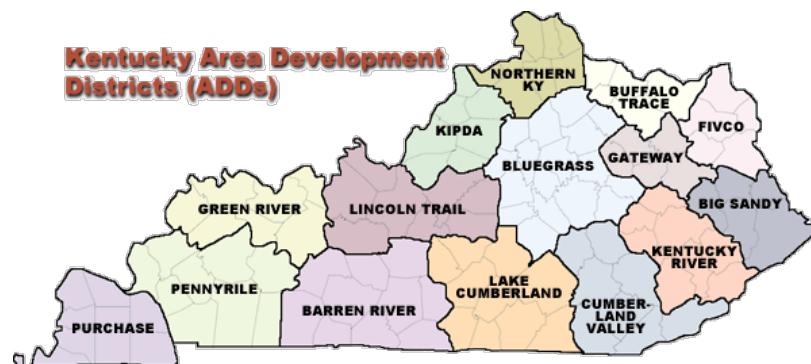 Kentucky Area Development
Districts (ADDs)
NORTHERN
KY
BUFFALO
TRACE
FIVCO
KIPDA
BLUEGRASS
GATEWAY
BIG SANDY
GREEN RIVER
LINCOLN TRAIL
KENTUCKY
RIVER
PENNYRILE
LAKE
CUMBERLAND
BARREN RIVER
CUMBER-
LAND
VALLEY
PURCHASE